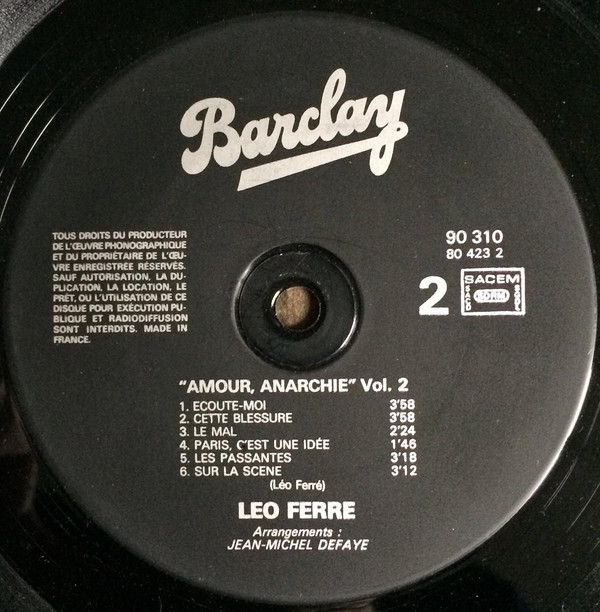 Barclay
TOUS DROITS DU PRODUCTEUR
DE L'ŒUVRE PHONOGRAPHIQUE
ET DU PROPRIÉTAIRE DE L'ŒU-
VRE ENREGISTRÉE RÉSERVÉS.
SAUF AUTORISATION, LA DU-
PLICATION, LA LOCATION, LE
PRÊT, OU L'UTILISATION DE CE
DISQUE POUR EXÉCUTION PU-
BLIQUE ET RADIODIFFUSION
SONT INTERDITS. MADE IN
FRANCE.
90 310
80 423 2
2
SACEM
SACD
SDRM
SGDL
"AMOUR, ANARCHIE" Vol. 2
1. ECOUTE-MOI 3'58
2. CETTE BLESSURE 3'58
3. LE MAL 2'24
4. PARIS, C'EST UNE IDÉE 1'46
5. LES PASSANTES 3'18
6. SUR LA SCENE 3'12
(Léo Ferré)
LEO FERRE
Arrangements :
JEAN-MICHEL DEFAYE